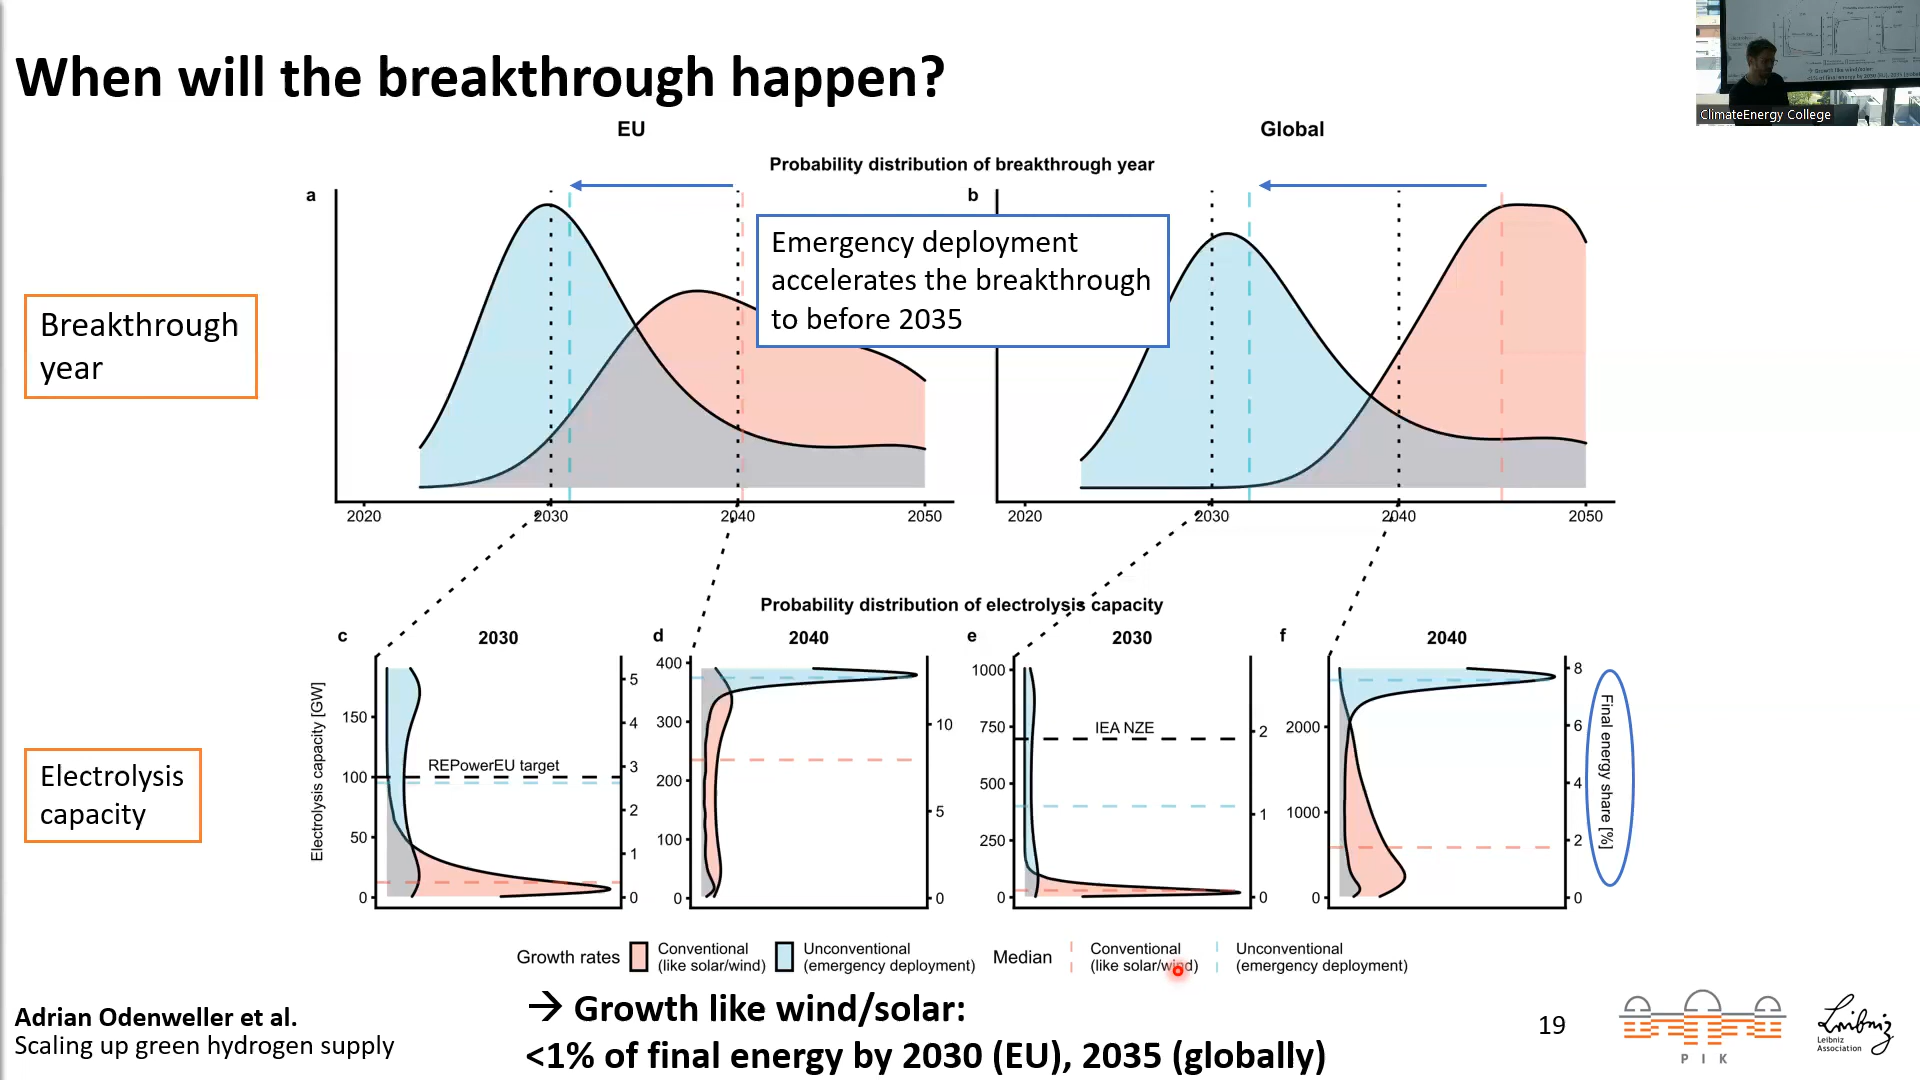 When will the breakthrough happen?
ClimateEnergy College
EU
Global
Probability distribution of breakthrough year
a
b
Emergency deployment
accelerates the breakthrough
to before 2035
Breakthrough
year
2020
2030
2040
2050
2020
2030
2040
2050
Probability distribution of electrolysis capacity
c
2030
d
2040
e
2030
f
2040
Electrolysis
capacity
Electrolysis capacity [GW]
150
100
50
0
REPowerEU target
5
4
3
2
1
0
400
300
200
100
0
10
5
0
1000
750
500
250
0
IEA NZE
2
1
0
2000
1000
0
8
6
4
2
0
Final energy share [%]
Growth rates
Conventional
(like solar/wind)
Unconventional
(emergency deployment)
Median
Conventional
(like solar/wind)
Unconventional
(emergency deployment)
→ Growth like wind/solar:
<1% of final energy by 2030 (EU), 2035 (globally)
Adrian Odenweller et al.
Scaling up green hydrogen supply
19
P I K
Leibniz
Leibniz
Association